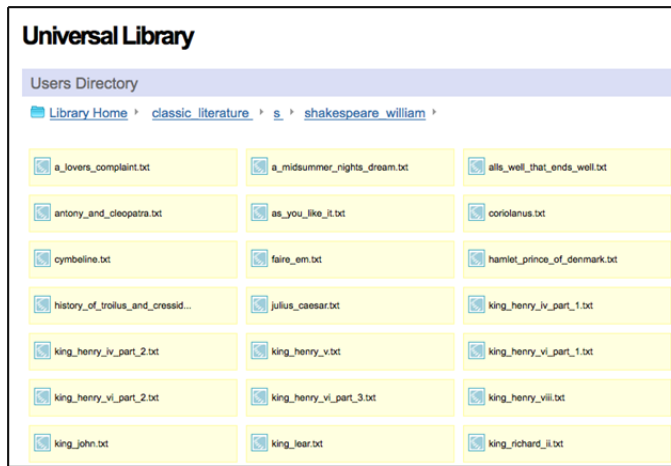 Universal Library
Users Directory
Library Home classic_literature s shakespeare_william
a_lovers_complaint.txt a_midsummer_nights_dream.txt alls_well_that_ends_well.txt
antony_and_cleopatra.txt as_you_like_it.txt coriolanus.txt
cymbeline.txt faire_em.txt hamlet_prince_of_denmark.txt
history_of_troilus_and_cressid... julius_caesar.txt king_henry_iv_part_1.txt
king_henry_iv_part_2.txt king_henry_v.txt king_henry_vi_part_1.txt
king_henry_vi_part_2.txt king_henry_vi_part_3.txt king_henry_viii.txt
king_john.txt king_lear.txt king_richard_ii.txt